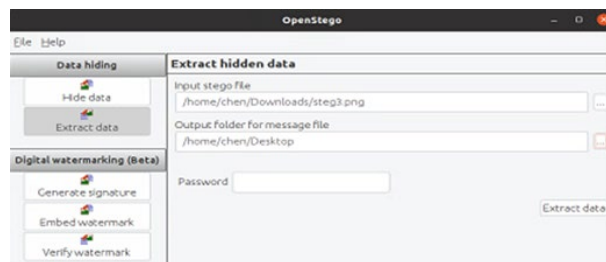 OpenStego
File Help
Data hiding
Hide data
Extract data
Digital watermarking (Beta)
Generate signature
Embed watermark
Verify watermark
Extract hidden data
Input stego file
/home/chen/Downloads/steg3.png
...
Output folder for message file
/home/chen/Desktop
...
Password
Extract data